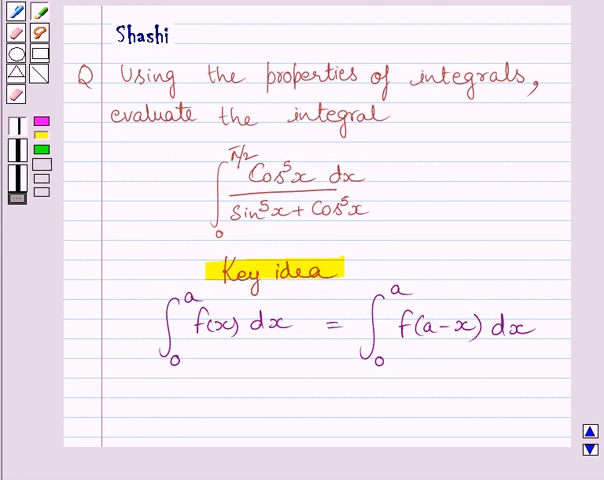 Shashi
Q Using the properties of integrals,
evaluate the integral
∫₀^π/2 Cos⁵x dx / sin⁵x + Cos⁵x
Key idea
∫₀^a f(x) dx = ∫₀^a f(a-x) dx